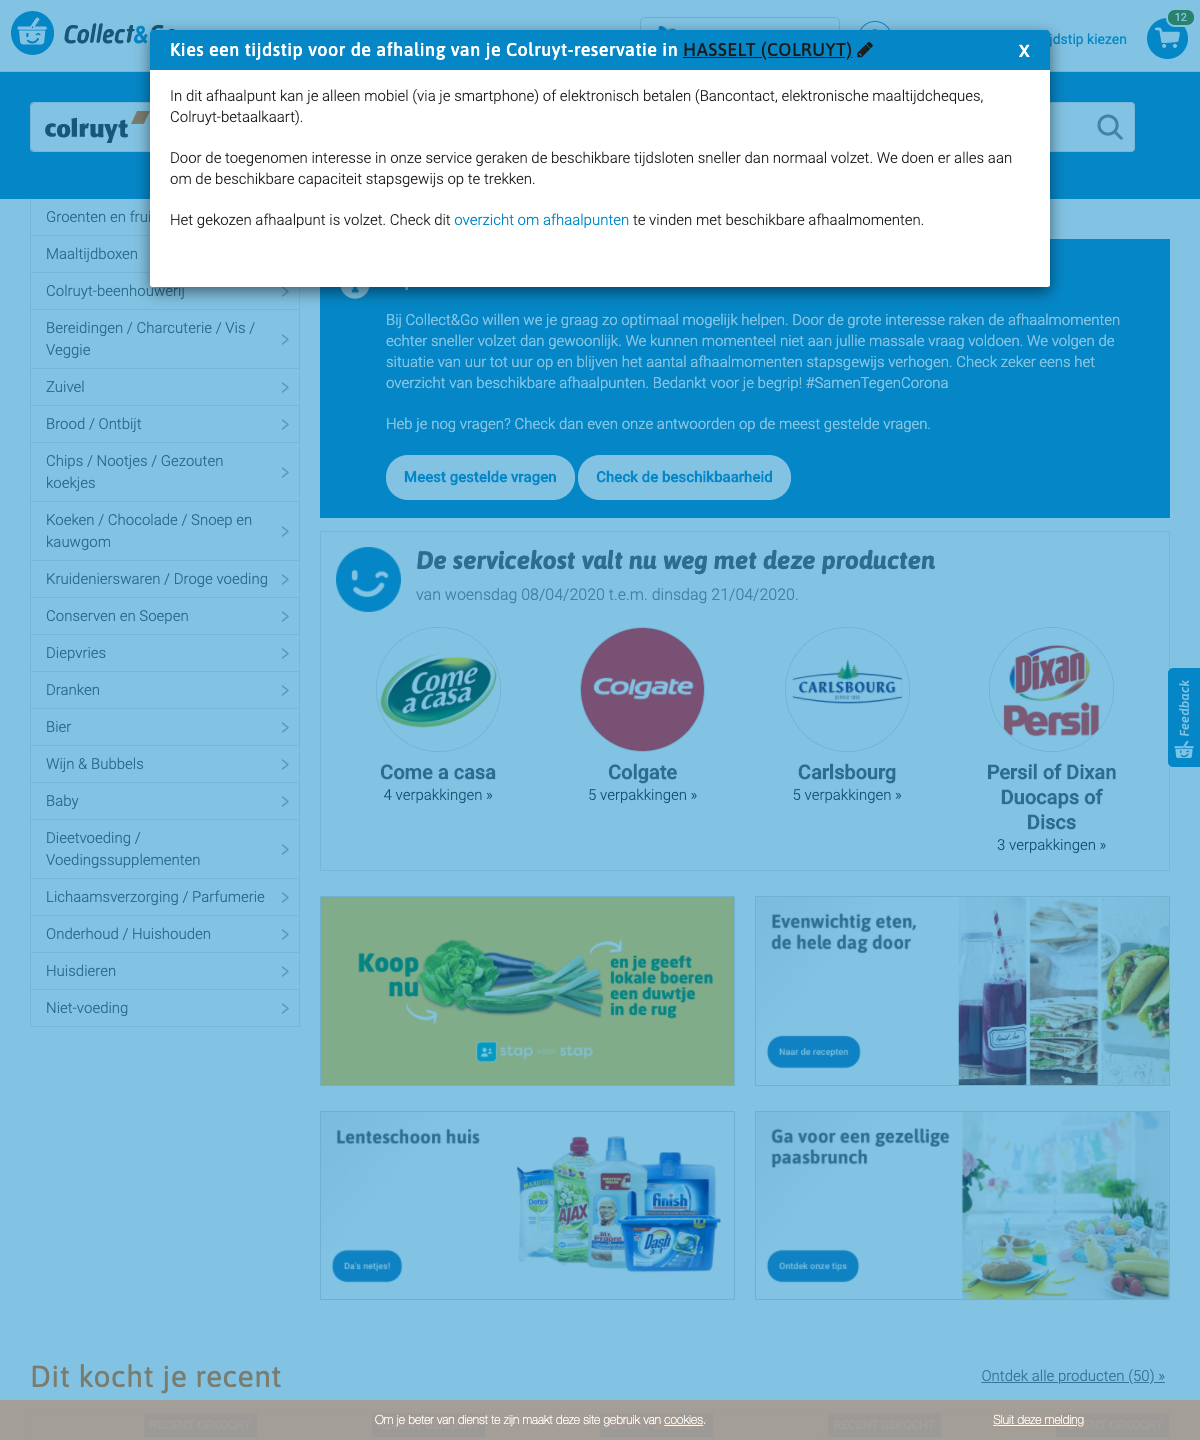 Collect&Go
12
Kies een tijdstip voor de afhaling van je Colruyt-reservatie in HASSELT (COLRUYT)
X
jdstip kiezen
In dit afhaalpunt kan je alleen mobiel (via je smartphone) of elektronisch betalen (Bancontact, elektronische maaltijdcheques,
Colruyt-betaalkaart).
Door de toegenomen interesse in onze service geraken de beschikbare tijdsloten sneller dan normaal volzet. We doen er alles aan
om de beschikbare capaciteit stapsgewijs op te trekken.
Het gekozen afhaalpunt is volzet. Check dit overzicht om afhaalpunten te vinden met beschikbare afhaalmomenten.
colruyt
Groenten en frui
Maaltijdboxen
Colruyt-beenhouwerij
Bereidingen / Charcuterie / Vis /
Veggie
Zuivel
Brood / Ontbijt
Chips / Nootjes / Gezouten
koekjes
Koeken / Chocolade / Snoep en
kauwgom
Kruidenierswaren / Droge voeding
Conserven en Soepen
Diepvries
Dranken
Bier
Wijn & Bubbels
Baby
Dieetvoeding /
Voedingssupplementen
Lichaamsverzorging / Parfumerie
Onderhoud / Huishouden
Huisdieren
Niet-voeding
Bij Collect&Go willen we je graag zo optimaal mogelijk helpen. Door de grote interesse raken de afhaalmomenten
echter sneller volzet dan gewoonlijk. We kunnen momenteel niet aan jullie massale vraag voldoen. We volgen de
situatie van uur tot uur op en blijven het aantal afhaalmomenten stapsgewijs verhogen. Check zeker eens het
overzicht van beschikbare afhaalpunten. Bedankt voor je begrip! #SamenTegenCorona
Heb je nog vragen? Check dan even onze antwoorden op de meest gestelde vragen.
Meest gestelde vragen
Check de beschikbaarheid
De servicekost valt nu weg met deze producten
van woensdag 08/04/2020 t.e.m. dinsdag 21/04/2020.
Come
a casa
Colgate
CARLSBOURG
Dixan
Persil
Come a casa
4 verpakkingen »
Colgate
5 verpakkingen »
Carlsbourg
5 verpakkingen »
Persil of Dixan
Duocaps of
Discs
3 verpakkingen »
Feedback
Koop
nu
en je geeft
lokale boeren
een duwtje
in de rug
stap voor stap
Evenwichtig eten,
de hele dag door
Naar de recepten
Lenteschoon huis
Dettol
AJAX
Mr. Propre
finish
Dash
Da's netjes!
Ga voor een gezellige
paasbrunch
Ontdek onze tips
Dit kocht je recent
Ontdek alle producten (50) »
RECENT GEKOCHT
RECENT GEKOCHT
Om je beter van dienst te zijn maakt deze site gebruik van cookies.
Sluit deze melding